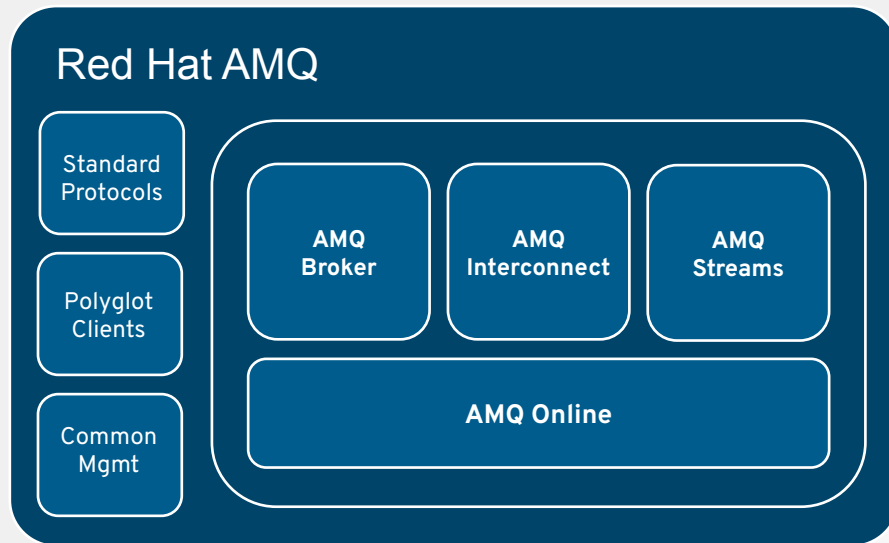 Red Hat AMQ
Standard
Protocols
Polyglot
Clients
Common
Mgmt
AMQ
Broker
AMQ
Interconnect
AMQ
Streams
AMQ Online